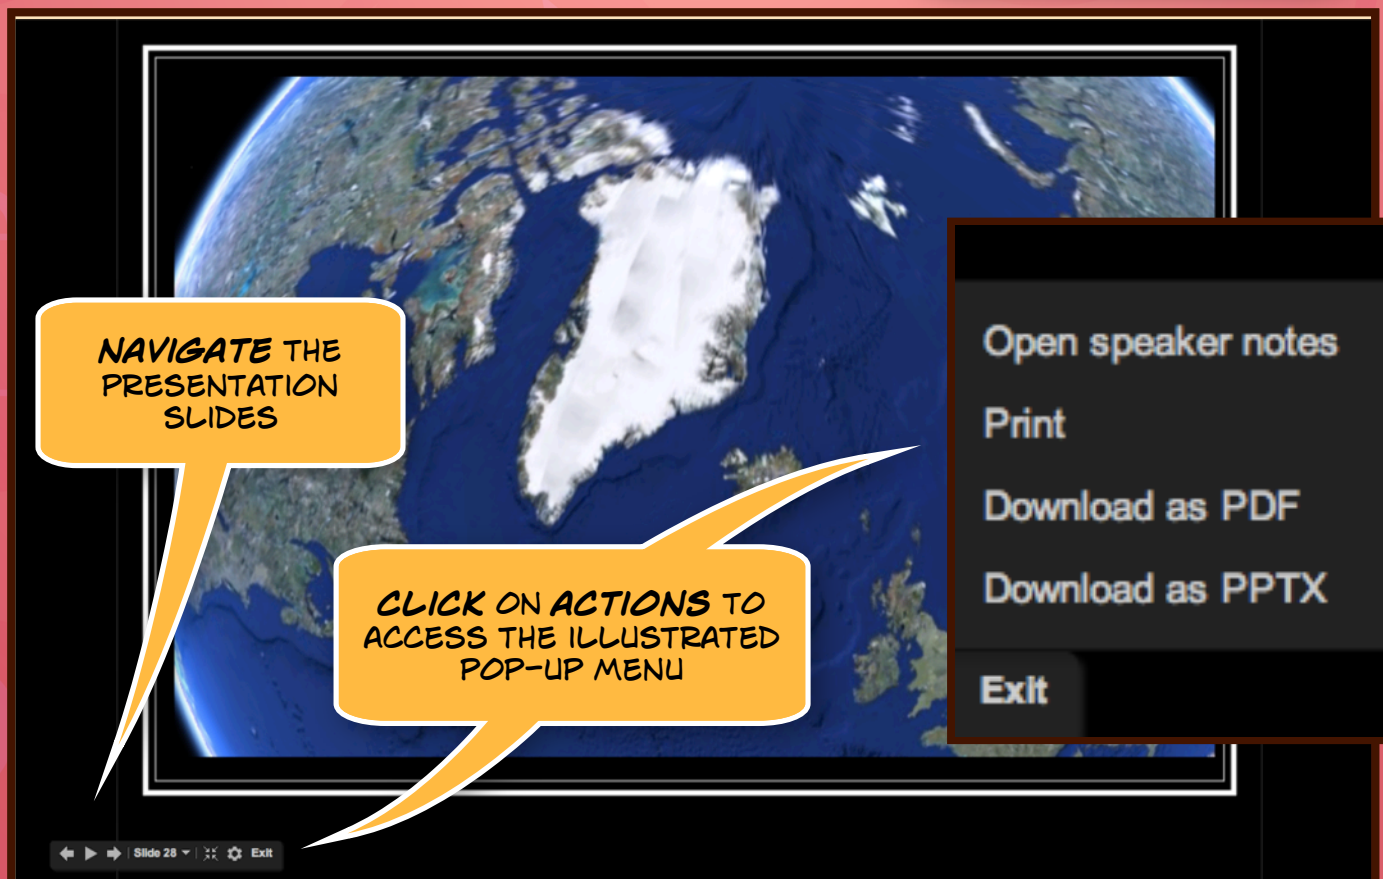 NAVIGATE THE
PRESENTATION
SLIDES
CLICK ON ACTIONS TO
ACCESS THE ILLUSTRATED
POP-UP MENU
Open speaker notes
Print
Download as PDF
Download as PPTX
Exit
Slide 28 Exit